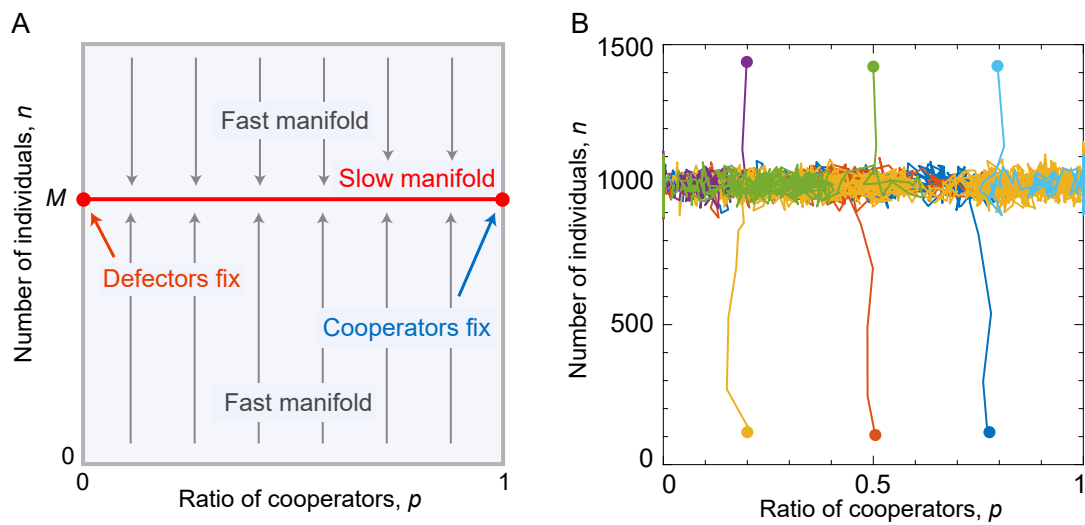 A
Number of individuals, n
M
0
Fast manifold
Slow manifold
Defectors fix
Cooperators fix
Fast manifold
0
1
Ratio of cooperators, p
B
Number of individuals, n
1500
1000
500
0
0
0.5
1
Ratio of cooperators, p